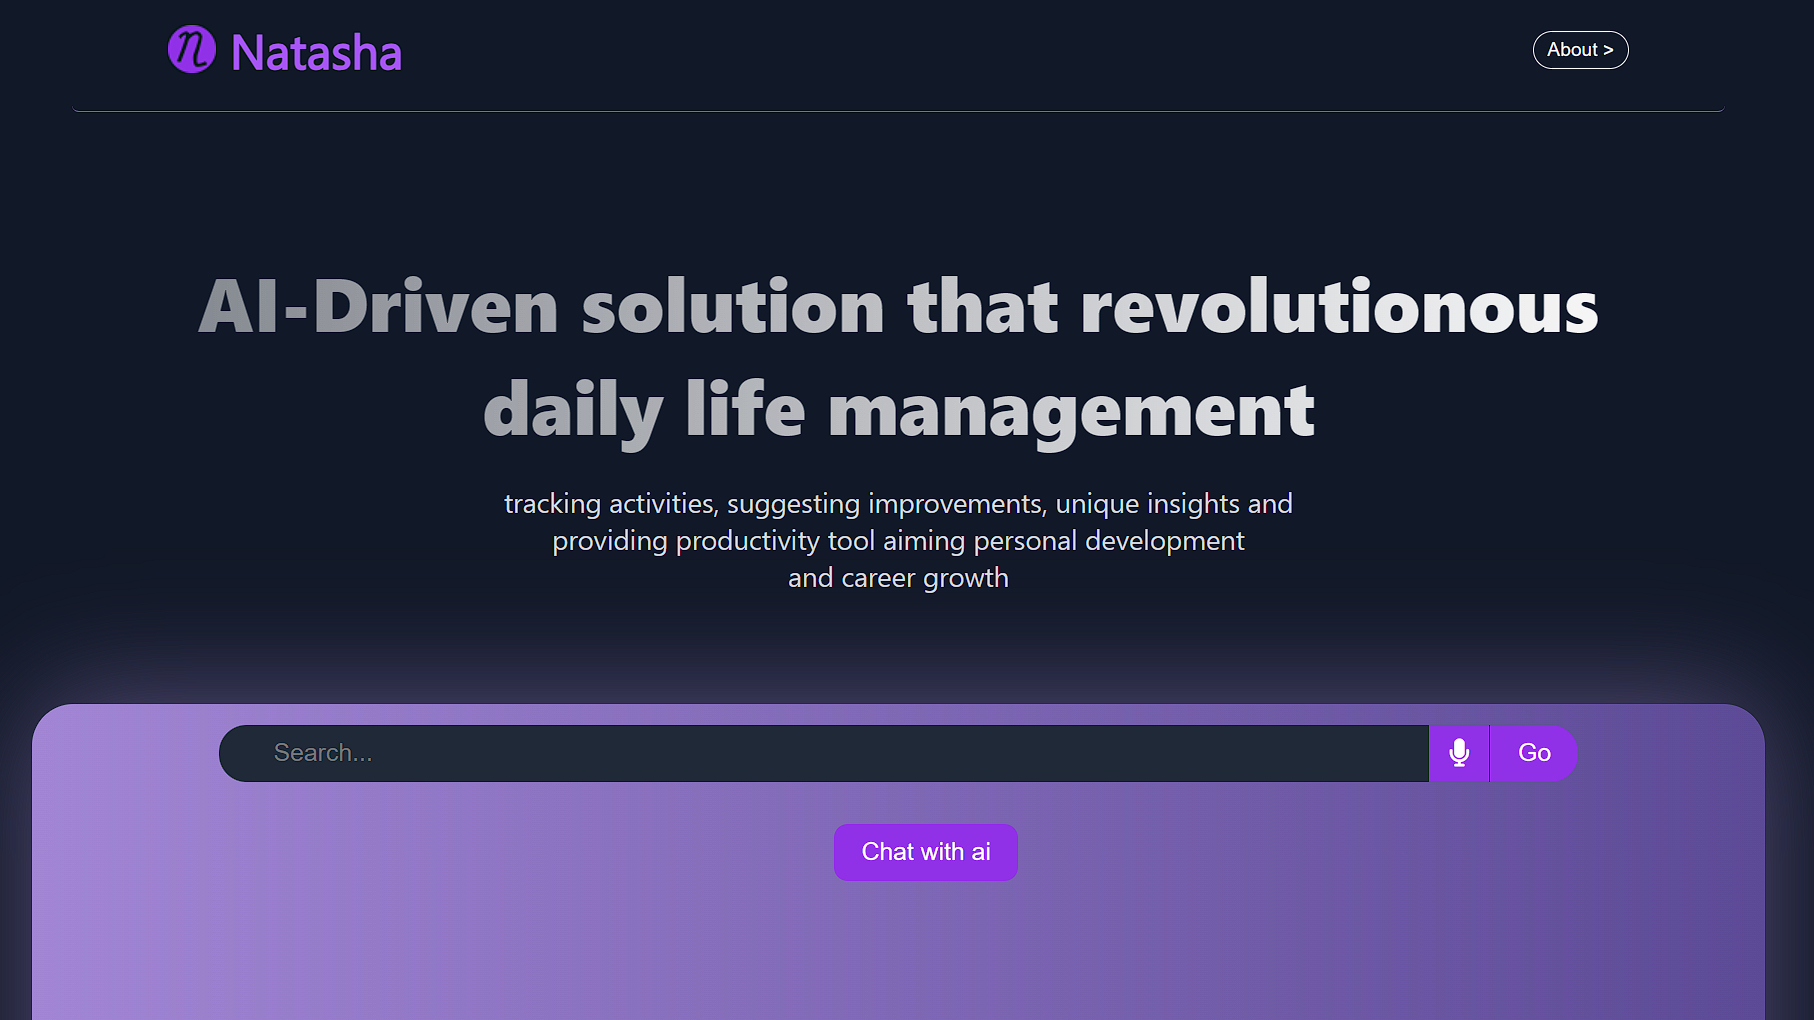 n Natasha
About >
AI-Driven solution that revolutionous
daily life management
tracking activities, suggesting improvements, unique insights and
providing productivity tool aiming personal development
and career growth
Search...
Go
Chat with ai